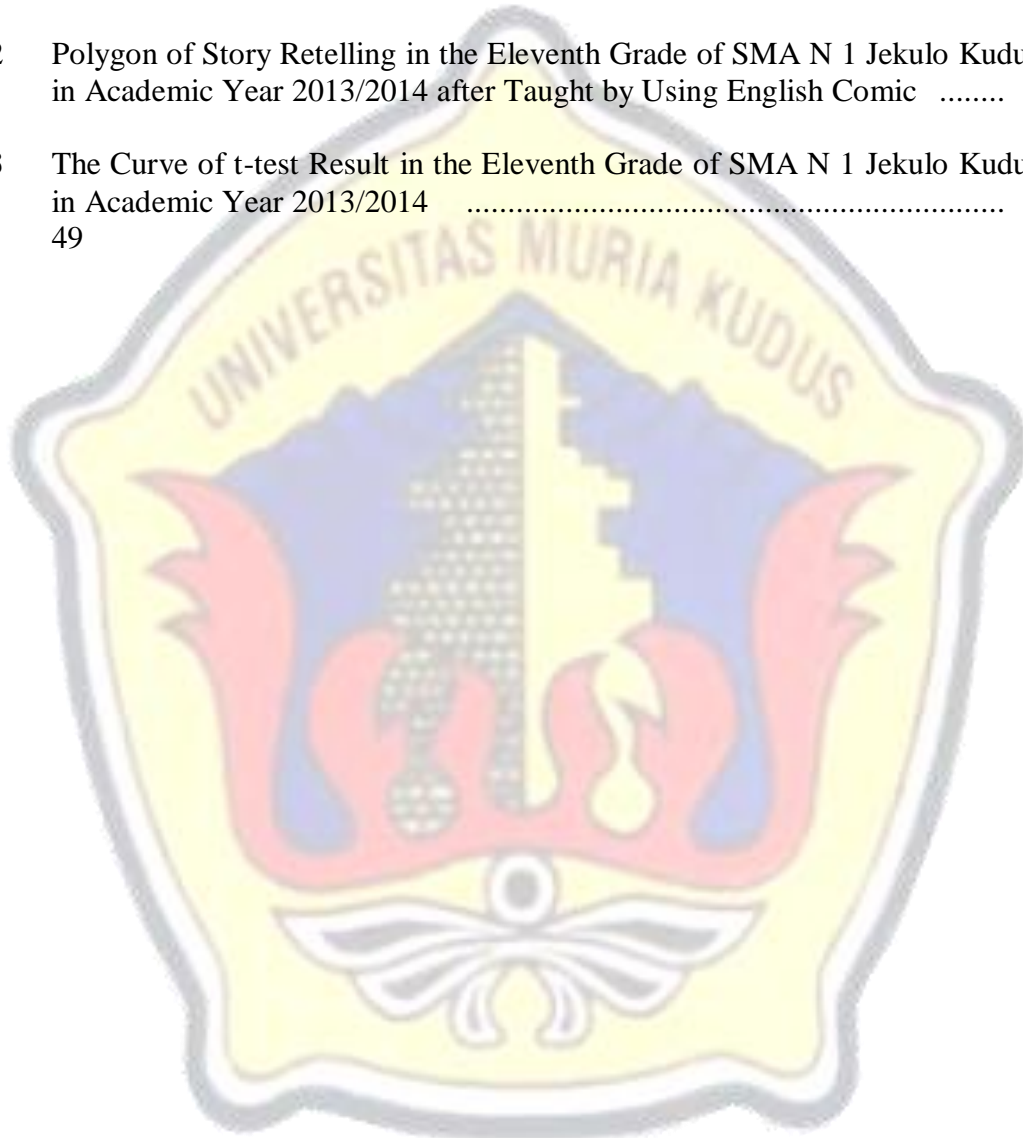 2 Polygon of Story Retelling in the Eleventh Grade of SMA N 1 Jekulo Kudu
in Academic Year 2013/2014 after Taught by Using English Comic ........
3 The Curve of t-test Result in the Eleventh Grade of SMA N 1 Jekulo Kudu
in Academic Year 2013/2014 .................................................................
49
UNIVERSITAS MURIA KUDUS